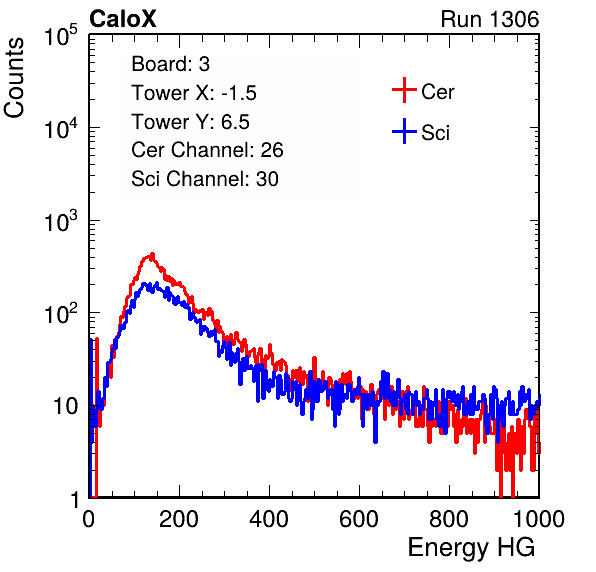 CaloX Run 1306
Counts
10^5
10^4
10^3
10^2
10
1
Board: 3
Tower X: -1.5
Tower Y: 6.5
Cer Channel: 26
Sci Channel: 30
Cer
Sci
0 200 400 600 800 1000
Energy HG